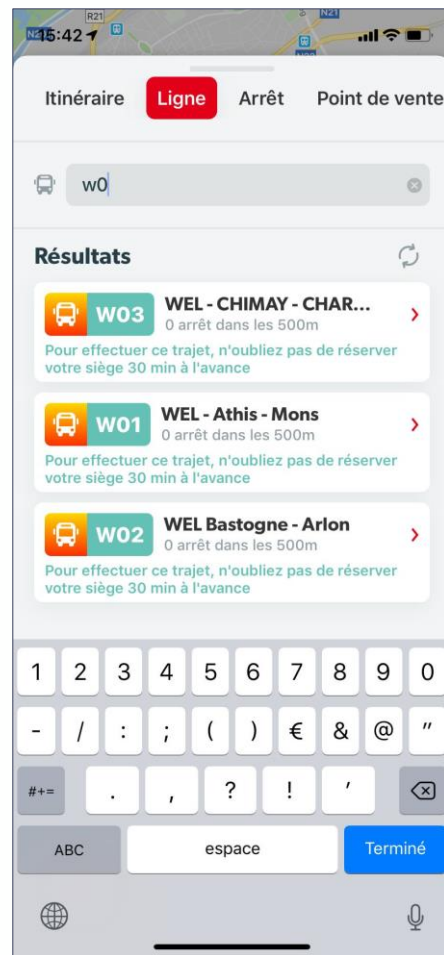 R21
N21
N25
15:42
Itinéraire Ligne Arrêt Point de vente
w0
Résultats
W03 WEL - CHIMAY - CHAR...
0 arrêt dans les 500m
Pour effectuer ce trajet, n'oubliez pas de réserver
votre siège 30 min à l'avance
W01 WEL - Athis - Mons
0 arrêt dans les 500m
Pour effectuer ce trajet, n'oubliez pas de réserver
votre siège 30 min à l'avance
W02 WEL Bastogne - Arlon
0 arrêt dans les 500m
Pour effectuer ce trajet, n'oubliez pas de réserver
votre siège 30 min à l'avance
1 2 3 4 5 6 7 8 9 0
- / : ; ( ) € & @ "
#+= . , ? ! '
ABC espace Terminé